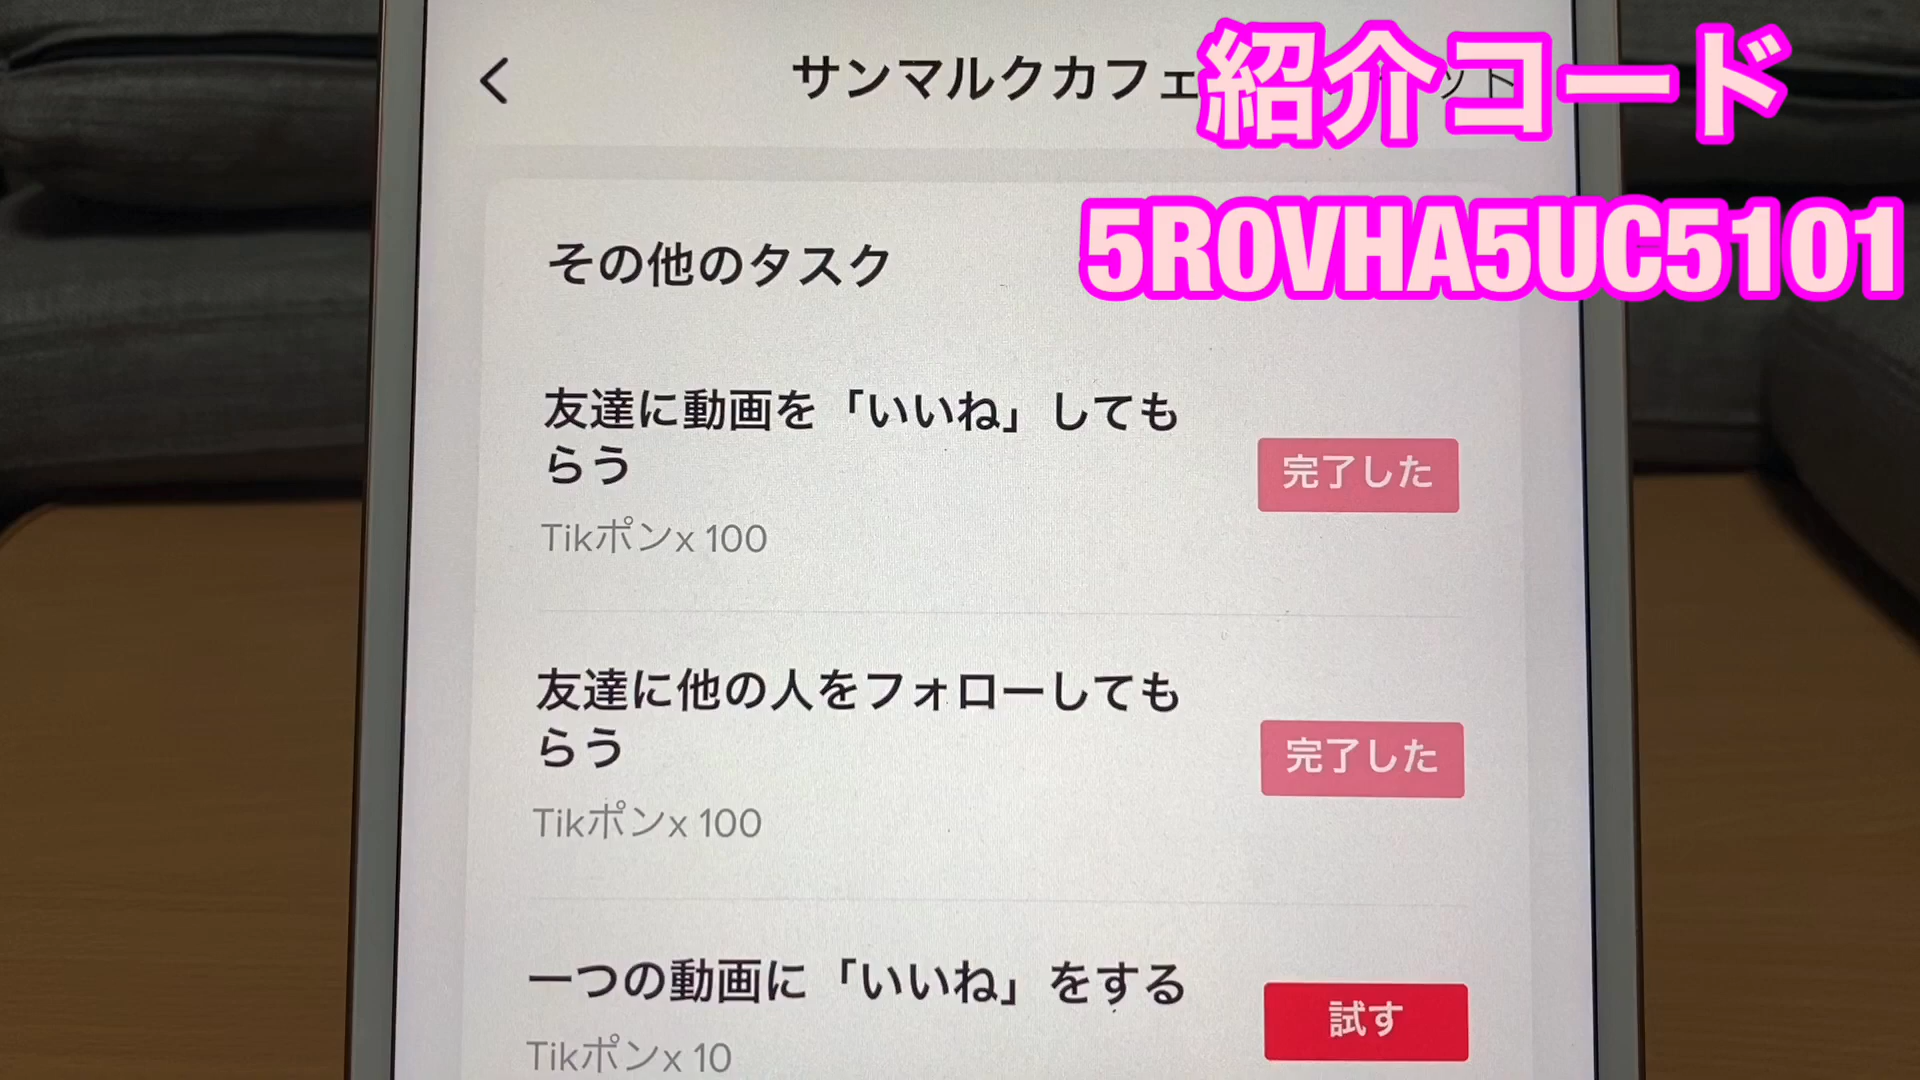 サンマルクカフェ
紹介コード
5R0VHA5UC5101
その他のタスク
友達に動画を「いいね」しても
らう
Tikポンx 100
完了した
友達に他の人をフォローしても
らう
Tikポンx 100
完了した
一つの動画に「いいね」をする
Tikポンx 10
試す